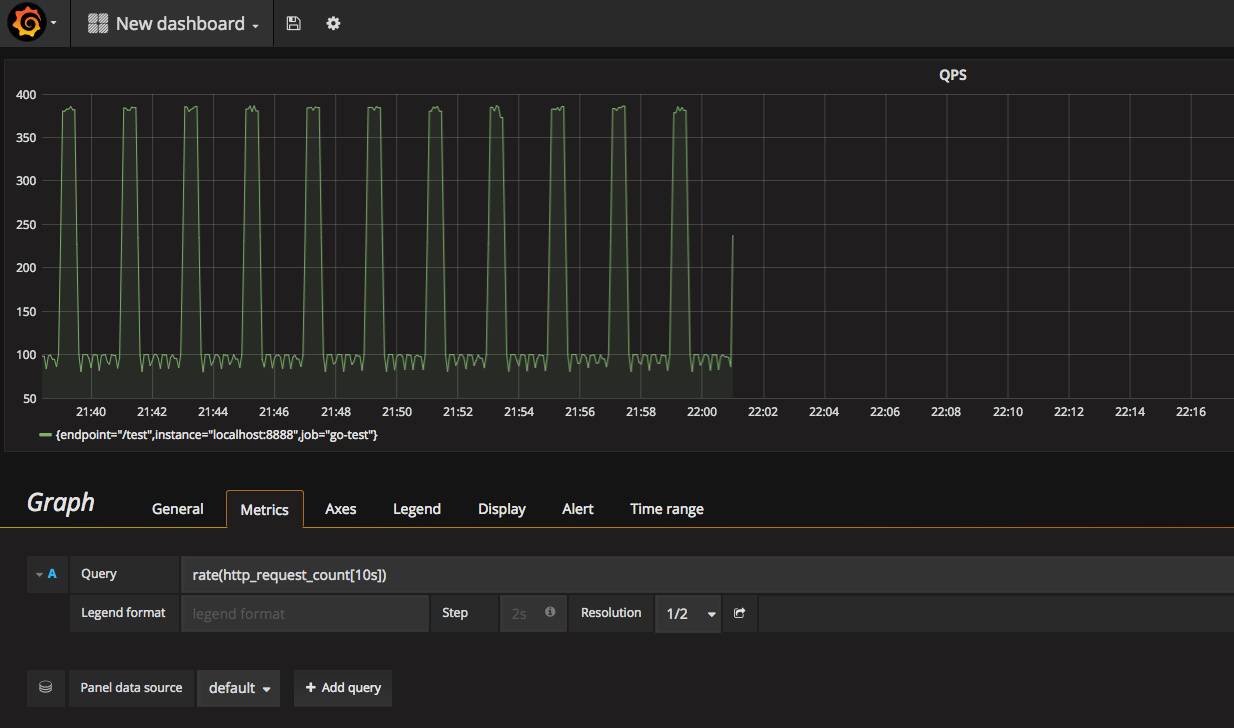 New dashboard
QPS
400
350
300
250
200
150
100
50
21:40 21:42 21:44 21:46 21:48 21:50 21:52 21:54 21:56 21:58 22:00 22:02 22:04 22:06 22:08 22:10 22:12 22:14 22:16
{endpoint="/test",instance="localhost:8888",job="go-test"}
Graph General Metrics Axes Legend Display Alert Time range
A Query rate(http_request_count[10s])
Legend format legend format Step 2s Resolution 1/2
Panel data source default + Add query